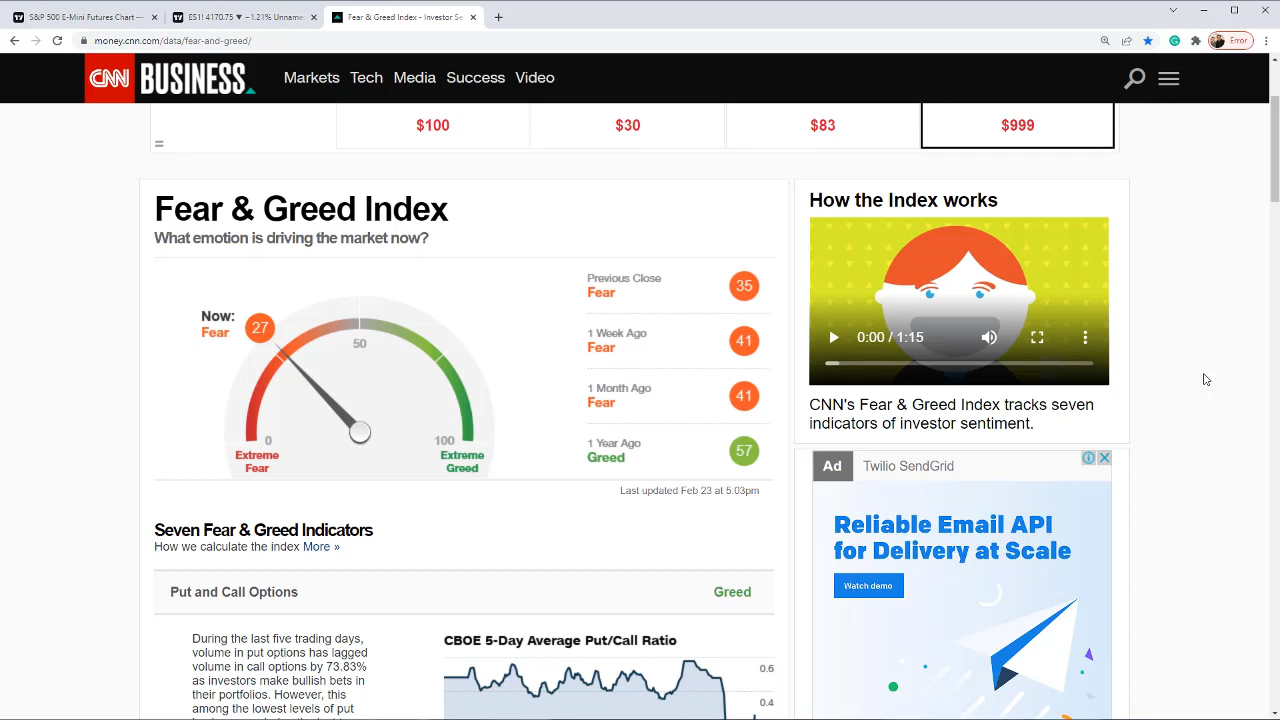 S&P 500 E-Mini Futures Chart —
ES1! 4170.75 ▼ −1.21% Unname
Fear & Greed Index - Investor Se
money.cnn.com/data/fear-and-greed/
Error
CNN BUSINESS
Markets Tech Media Success Video
$100 $30 $83 $999
Fear & Greed Index
What emotion is driving the market now?
Now:
Fear
27
50
0
100
Extreme
Fear
Extreme
Greed
Previous Close
Fear
35
1 Week Ago
Fear
41
1 Month Ago
Fear
41
1 Year Ago
Greed
57
Last updated Feb 23 at 5:03pm
Seven Fear & Greed Indicators
How we calculate the index More »
Put and Call Options Greed
During the last five trading days,
volume in put options has lagged
volume in call options by 73.83%
as investors make bullish bets in
their portfolios. However, this
among the lowest levels of put
CBOE 5-Day Average Put/Call Ratio
0.6
0.4
How the Index works
0:00 / 1:15
CNN's Fear & Greed Index tracks seven
indicators of investor sentiment.
Ad Twilio SendGrid
Reliable Email API
for Delivery at Scale
Watch demo